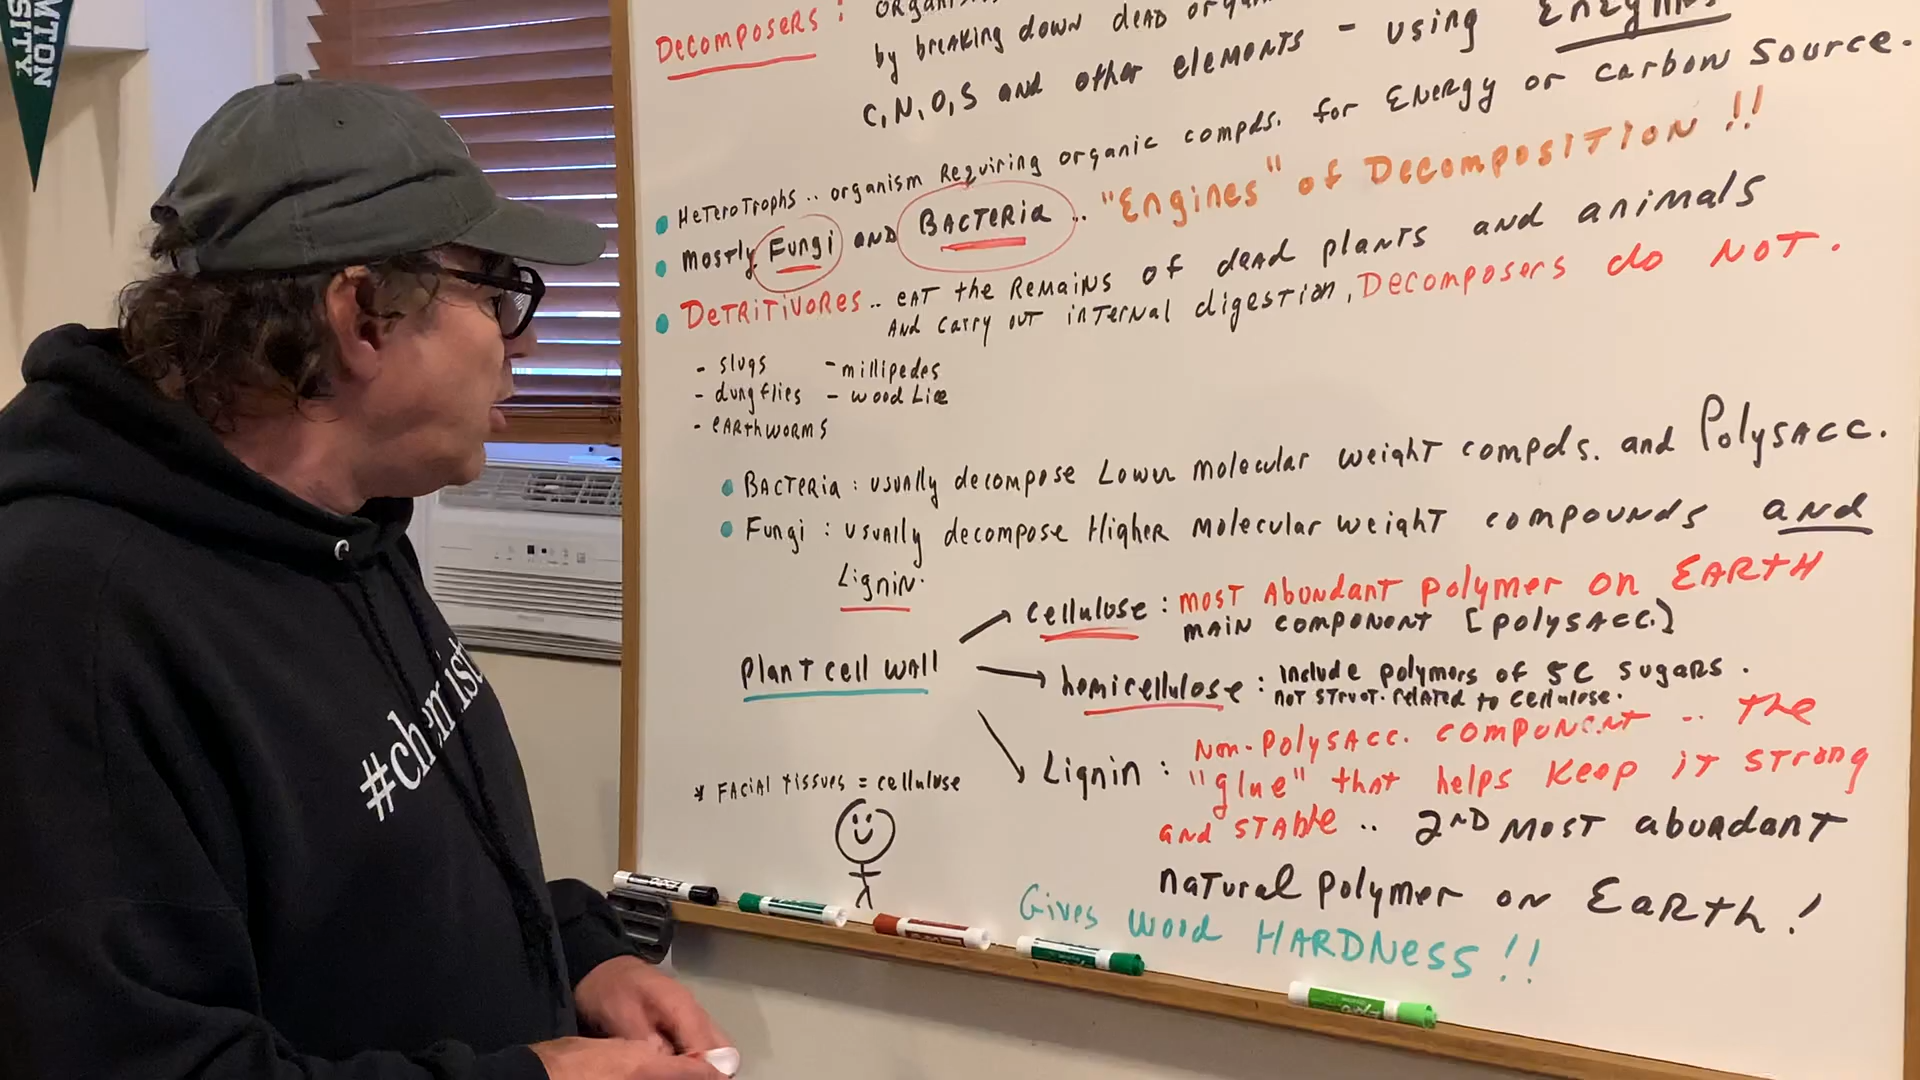 MTON
SITY
DECOMPOSERS :
by breaking down dead
C, N, O, S and other elements - using Enzymes
HeteroTrophs .. organism Requiring organic compds. for Energy or carbon source.
mostly Fungi and BACTERia .. "Engines" of DecomposiTION !!
DeTRiTiVORes .. eat the Remains of dead plants and animals
And carry out internal digestion, Decomposers do NOT.
- slugs - millipedes
- dungflies - wood Lice
- earthworms
BACTERia : usually decompose Lower molecular weight compds. and PolysAcc.
Fungi : usually decompose Higher molecular weight compounds and
Lignin.
Plant cell wall
cellulose : most Abundant polymer on EARTH
main component [polysAcc.]
hemicellulose : include polymers of 5C sugars .
not struct. related to cellulose.
Lignin : Non-PolysAcc. component .. the
"glue" that helps keep it strong
and stable .. 2ND most abundant
natural polymer on Earth !
Gives wood HARDNess !!
* Facial tissues = cellulose
#chemist
EXPO